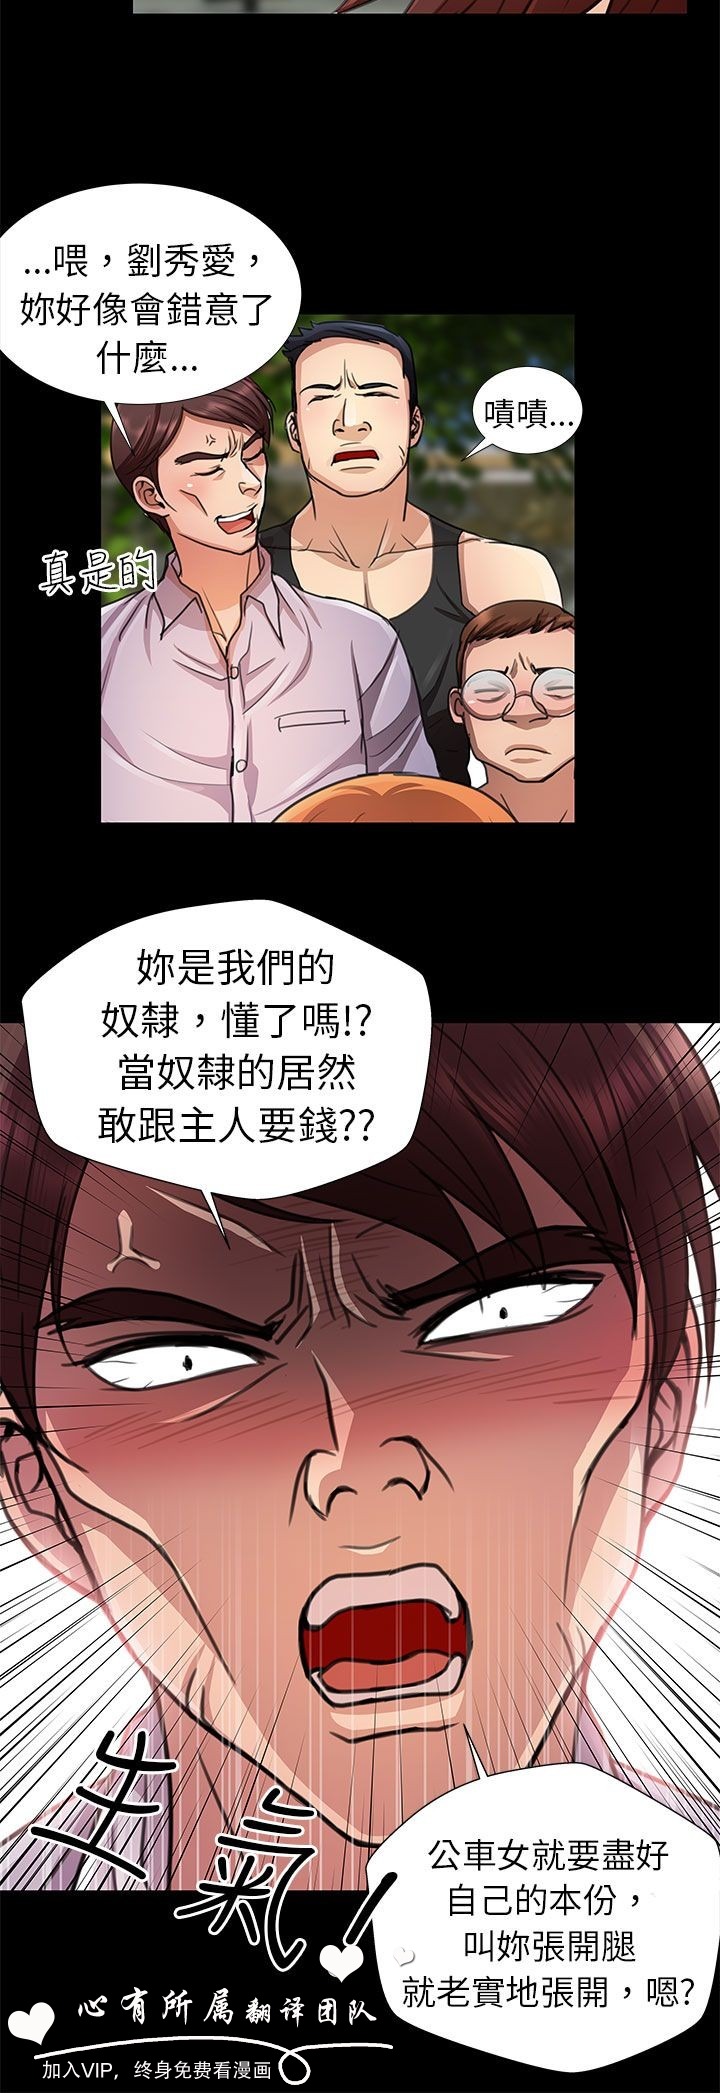 ...喂，劉秀愛，
妳好像會錯意了
什麼...
嘖嘖...
真是的
妳是我們的
奴隸，懂了嗎!?
當奴隸的居然
敢跟主人要錢??
生氣!
公車女就要盡好
自己的本份，
叫妳張開腿
就老實地張開，嗯?
心有所属翻译团队
加入VIP，终身免费看漫画